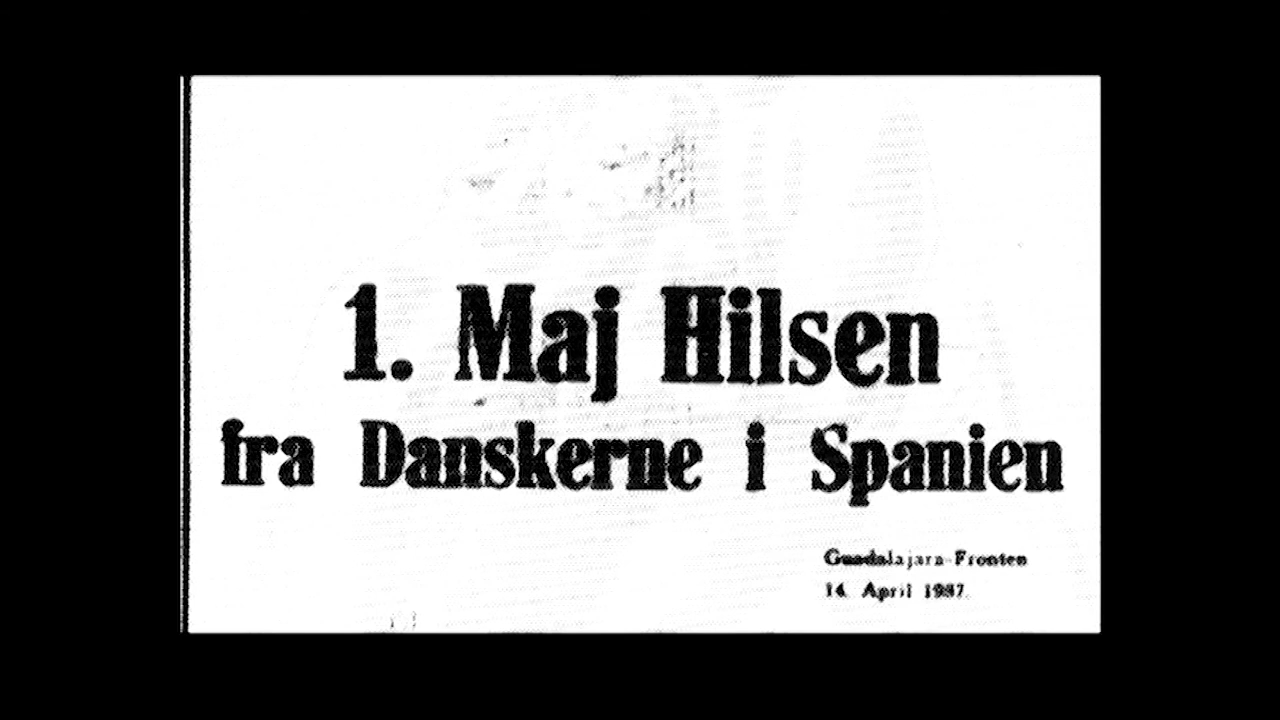 1. Maj Hilsen
fra Danskerne i Spanien
Guadalajara-Fronten
14. April 1937.